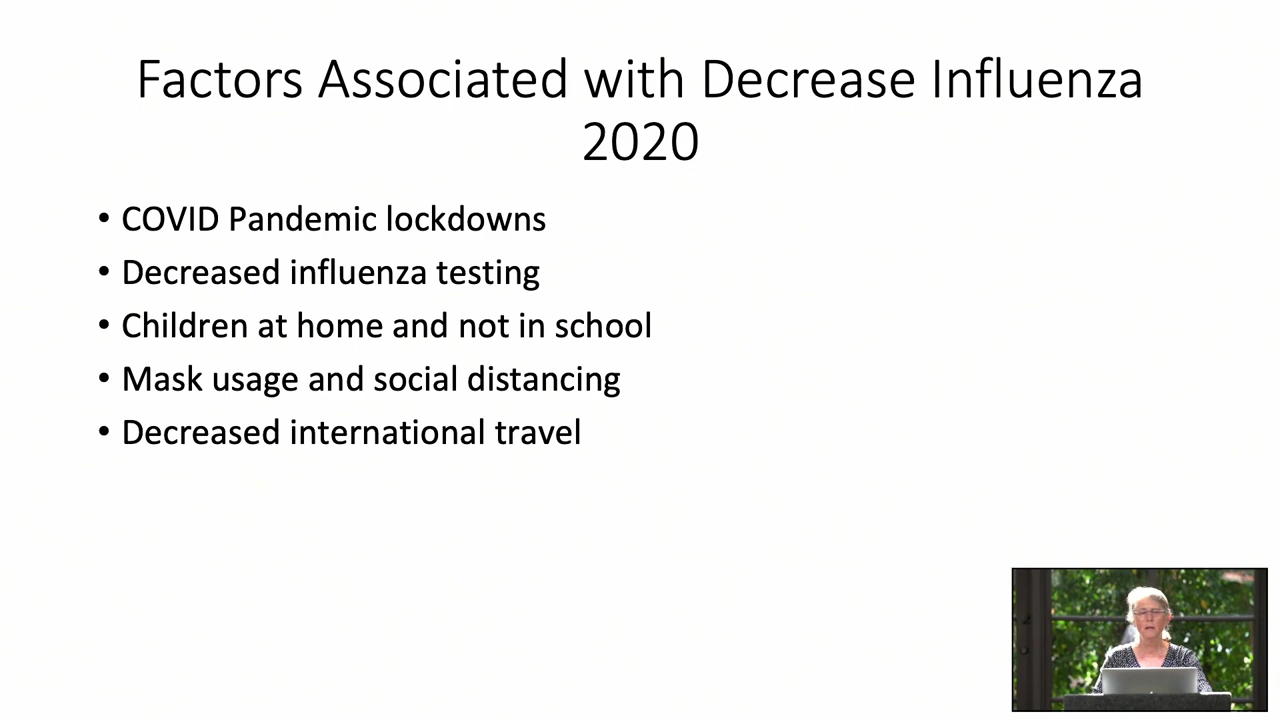 Factors Associated with Decrease Influenza
2020
• COVID Pandemic lockdowns
• Decreased influenza testing
• Children at home and not in school
• Mask usage and social distancing
• Decreased international travel